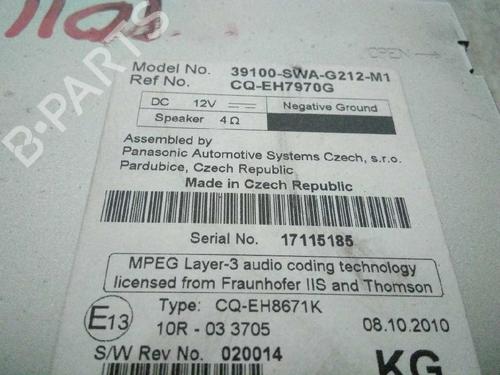 1101
B-PARTS
OPEN
Model No. 39100-SWA-G212-M1
Ref No. CQ-EH7970G
DC 12V Negative Ground
Speaker 4Ω
Assembled by
Panasonic Automotive Systems Czech, s.r.o.
Pardubice, Czech Republic
Made in Czech Republic
Serial No. 17115185
MPEG Layer-3 audio coding technology
licensed from Fraunhofer IIS and Thomson
E13
Type: CQ-EH8671K
10R - 03 3705 08.10.2010
S/W Rev No. 020014 KG